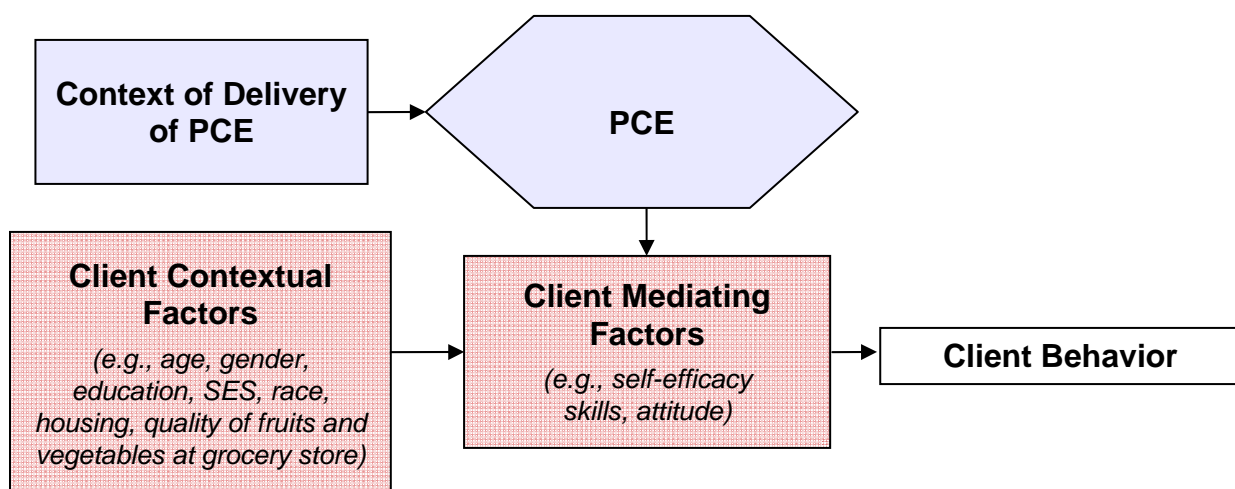 Context of Delivery
of PCE
PCE
Client Contextual
Factors
(e.g., age, gender,
education, SES, race,
housing, quality of fruits and
vegetables at grocery store)
Client Mediating
Factors
(e.g., self-efficacy
skills, attitude)
Client Behavior